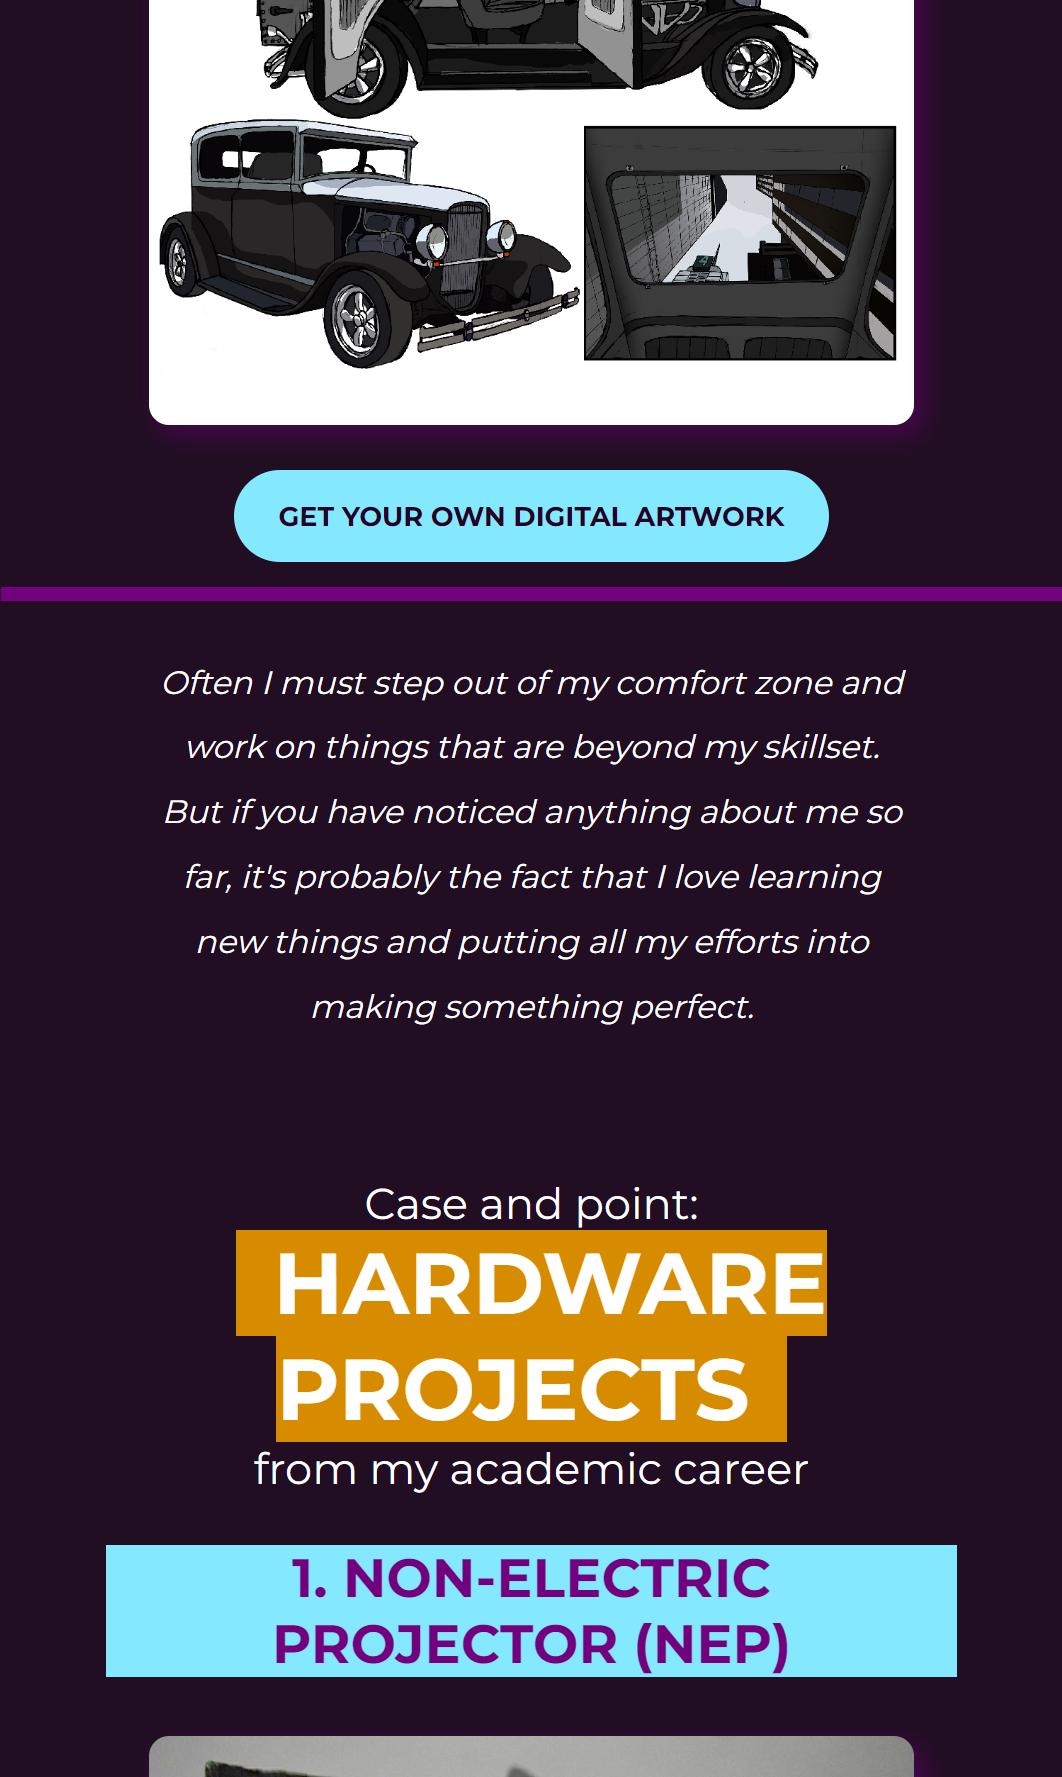 GET YOUR OWN DIGITAL ARTWORK
Often I must step out of my comfort zone and
work on things that are beyond my skillset.
But if you have noticed anything about me so
far, it's probably the fact that I love learning
new things and putting all my efforts into
making something perfect.
Case and point:
HARDWARE
PROJECTS
from my academic career
1. NON-ELECTRIC
PROJECTOR (NEP)